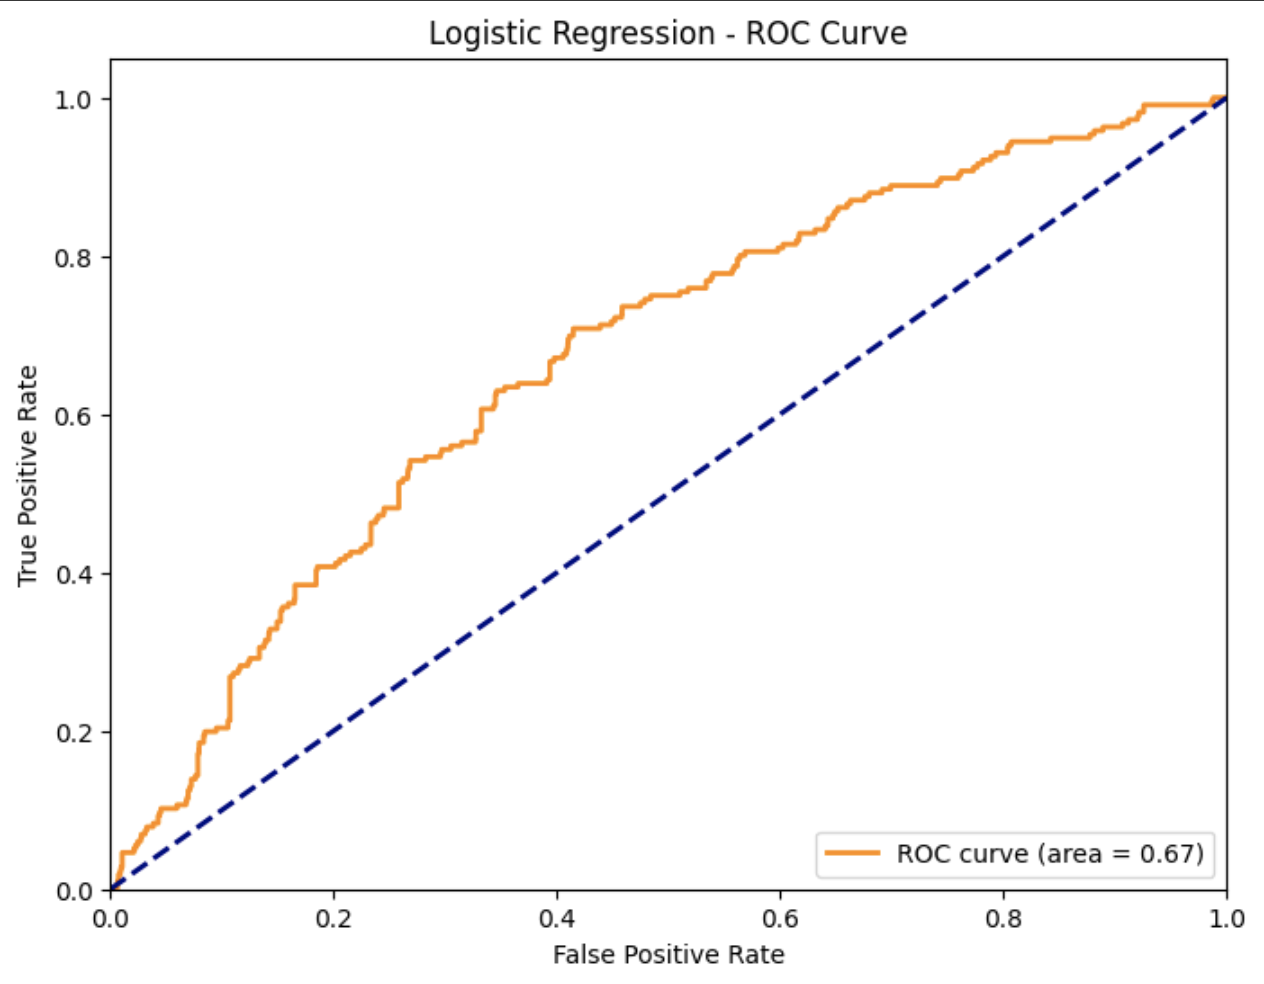 Logistic Regression - ROC Curve
1.0
0.8
0.6
0.4
0.2
0.0
True Positive Rate
ROC curve (area = 0.67)
0.0 0.2 0.4 0.6 0.8 1.0
False Positive Rate